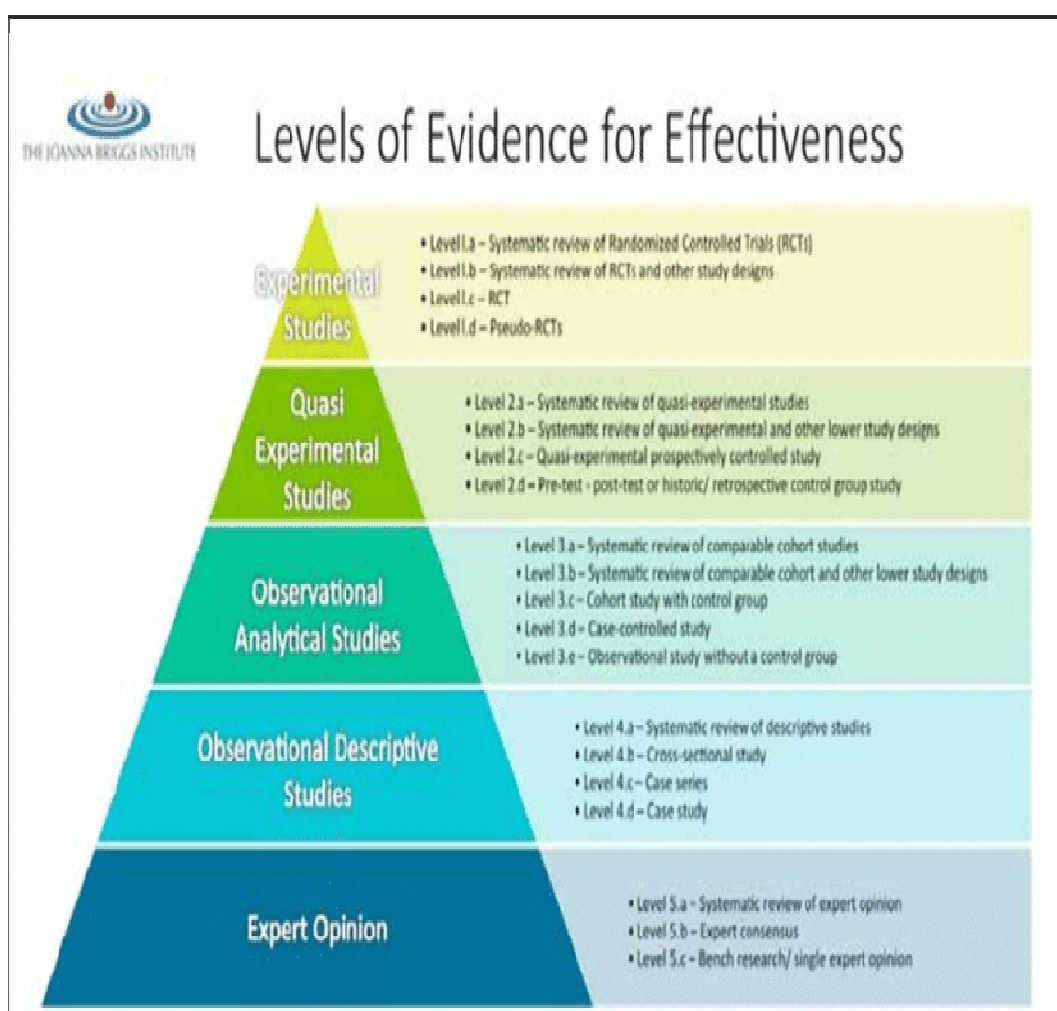 THE JOANNA BRIGGS INSTITUTE
Levels of Evidence for Effectiveness
Experimental
Studies
• Level I.a – Systematic review of Randomized Controlled Trials (RCTs)
• Level I.b – Systematic review of RCTs and other study designs
• Level I.c – RCT
• Level I.d – Pseudo-RCTs
Quasi
Experimental
Studies
• Level 2.a – Systematic review of quasi-experimental studies
• Level 2.b – Systematic review of quasi-experimental and other lower study designs
• Level 2.c – Quasi-experimental prospectively controlled study
• Level 2.d – Pre-test - post-test or historic/ retrospective control group study
Observational
Analytical Studies
• Level 3.a – Systematic review of comparable cohort studies
• Level 3.b – Systematic review of comparable cohort and other lower study designs
• Level 3.c – Cohort study with control group
• Level 3.d – Case-controlled study
• Level 3.e – Observational study without a control group
Observational Descriptive
Studies
• Level 4.a – Systematic review of descriptive studies
• Level 4.b – Cross-sectional study
• Level 4.c – Case series
• Level 4.d – Case study
Expert Opinion
• Level 5.a – Systematic review of expert opinion
• Level 5.b – Expert consensus
• Level 5.c – Bench research/ single expert opinion